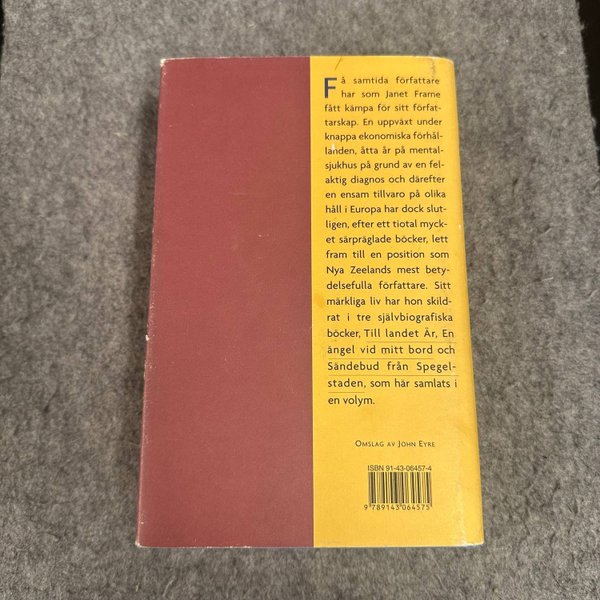 Få samtida författare
har som Janet Frame
fått kämpa för sitt förfat-
tarskap. En uppväxt under
knappa ekonomiska förhål-
landen, åtta år på mental-
sjukhus på grund av en fel-
aktig diagnos och därefter
en ensam tillvaro på olika
håll i Europa har dock slut-
ligen, efter ett tiotal myck-
et särpräglade böcker, lett
fram till en position som
Nya Zeelands mest bety-
delsefulla författare. Sitt
märkliga liv har hon skild-
rat i tre självbiografiska
böcker, Till landet Är, En
ängel vid mitt bord och
Sändebud från Spegel-
staden, som här samlats i
en volym.
OMSLAG AV JOHN EYRE
ISBN 91-43-06457-4
9 789143 064575